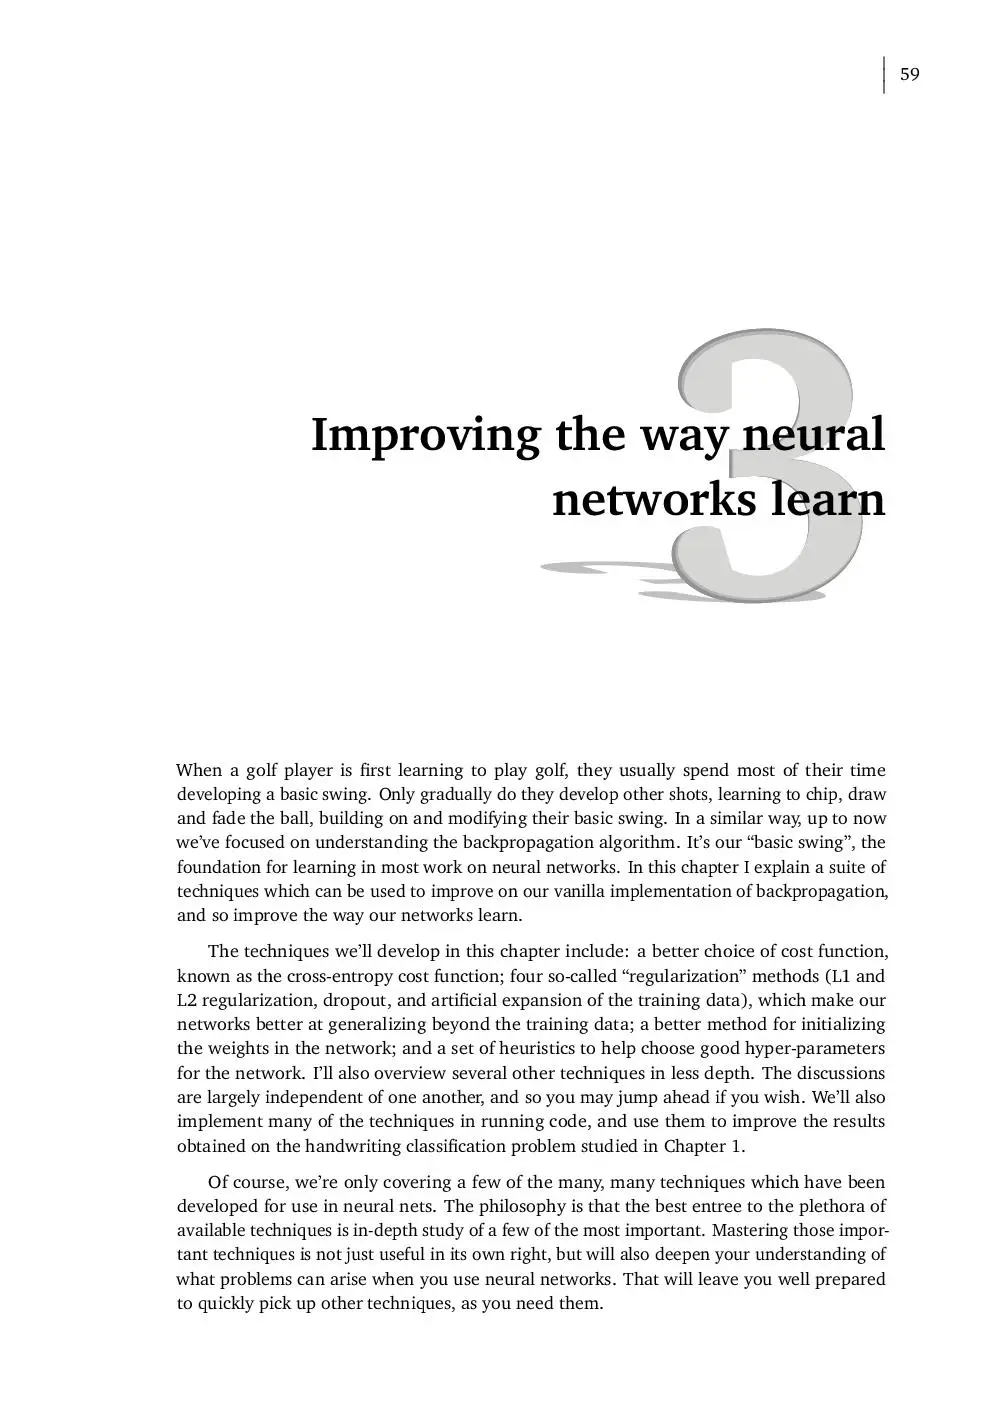 59
3
Improving the way neural
networks learn
When a golf player is first learning to play golf, they usually spend most of their time
developing a basic swing. Only gradually do they develop other shots, learning to chip, draw
and fade the ball, building on and modifying their basic swing. In a similar way, up to now
we’ve focused on understanding the backpropagation algorithm. It’s our “basic swing”, the
foundation for learning in most work on neural networks. In this chapter I explain a suite of
techniques which can be used to improve on our vanilla implementation of backpropagation,
and so improve the way our networks learn.
The techniques we’ll develop in this chapter include: a better choice of cost function,
known as the cross-entropy cost function; four so-called “regularization” methods (L1 and
L2 regularization, dropout, and artificial expansion of the training data), which make our
networks better at generalizing beyond the training data; a better method for initializing
the weights in the network; and a set of heuristics to help choose good hyper-parameters
for the network. I’ll also overview several other techniques in less depth. The discussions
are largely independent of one another, and so you may jump ahead if you wish. We’ll also
implement many of the techniques in running code, and use them to improve the results
obtained on the handwriting classification problem studied in Chapter 1.
Of course, we’re only covering a few of the many, many techniques which have been
developed for use in neural nets. The philosophy is that the best entree to the plethora of
available techniques is in-depth study of a few of the most important. Mastering those impor-
tant techniques is not just useful in its own right, but will also deepen your understanding of
what problems can arise when you use neural networks. That will leave you well prepared
to quickly pick up other techniques, as you need them.